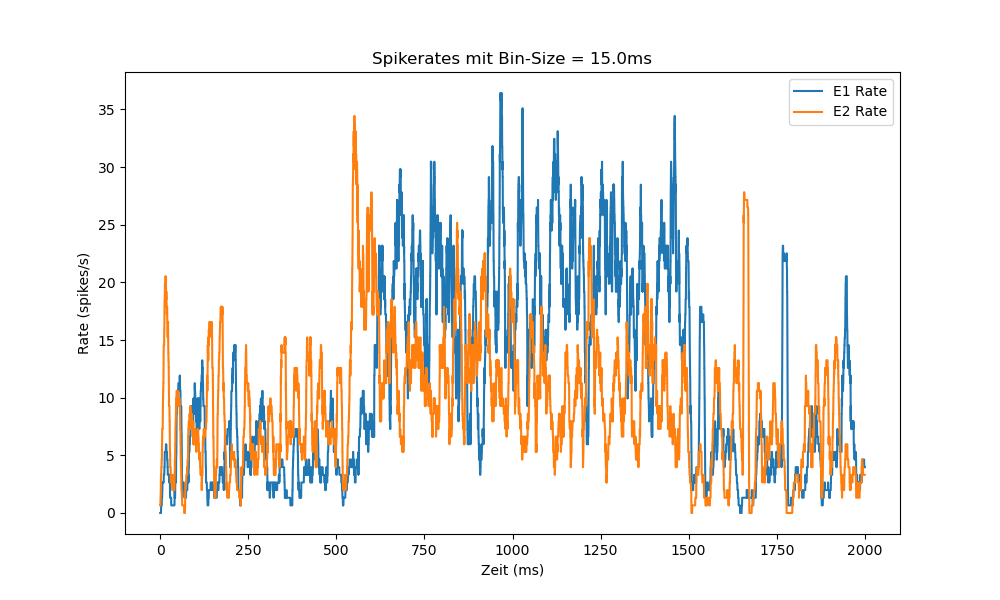 Spikerates mit Bin-Size = 15.0ms
E1 Rate
E2 Rate
Rate (spikes/s)
35
30
25
20
15
10
5
0
0 250 500 750 1000 1250 1500 1750 2000
Zeit (ms)